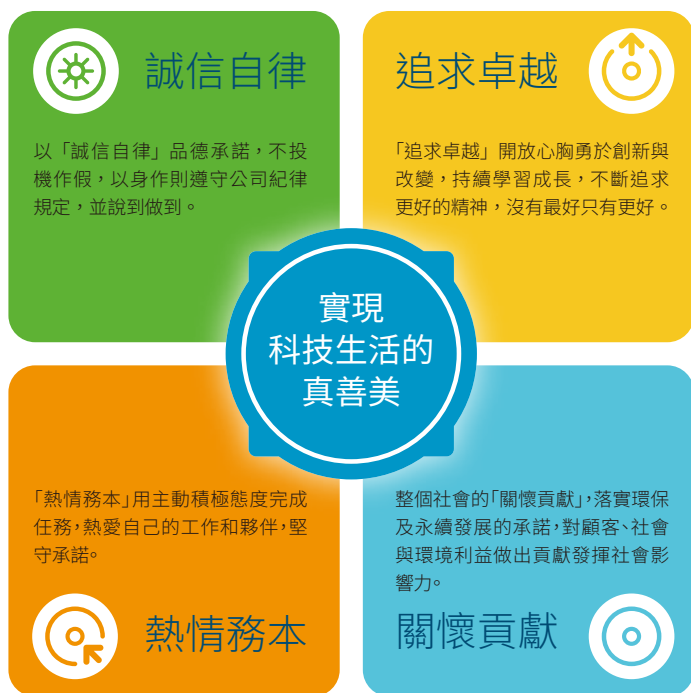 誠信自律
以「誠信自律」品德承諾，不投
機作假，以身作則遵守公司紀律
規定，並說到做到。
追求卓越
「追求卓越」開放心胸勇於創新與
改變，持續學習成長，不斷追求
更好的精神，沒有最好只有更好。
實現
科技生活的
真善美
「熱情務本」用主動積極態度完成
任務，熱愛自己的工作和夥伴，堅
守承諾。
熱情務本
整個社會的「關懷貢獻」，落實環保
及永續發展的承諾，對顧客、社會
與環境利益做出貢獻發揮社會影
響力。
關懷貢獻